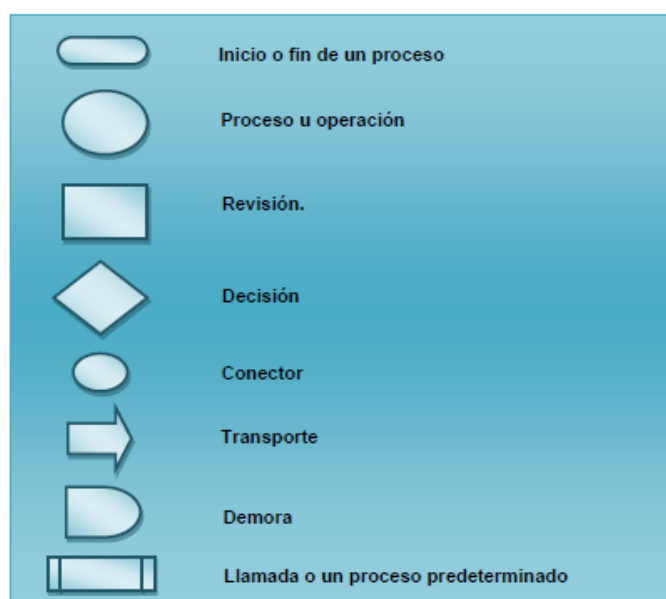 Inicio o fin de un proceso
Proceso u operación
Revisión.
Decisión
Conector
Transporte
Demora
Llamada o un proceso predeterminado